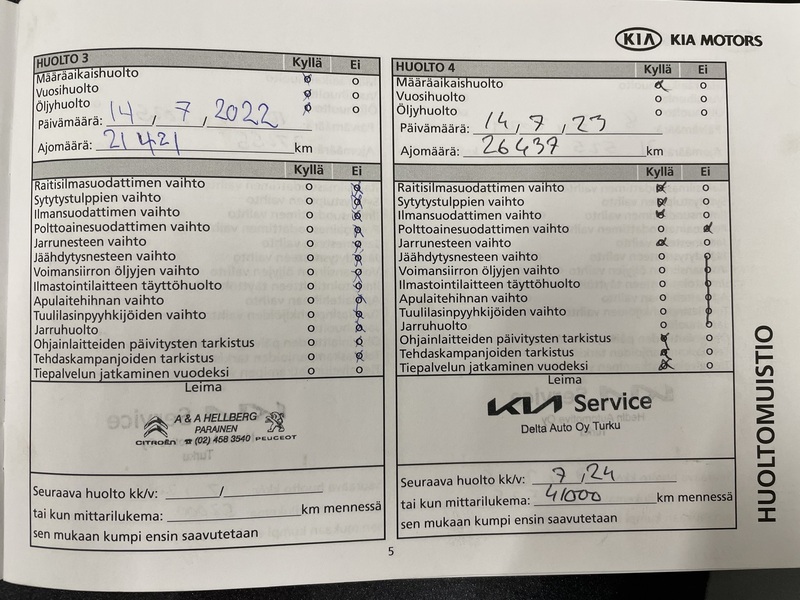 KIA KIA MOTORS
HUOLTO 3 Kyllä Ei
Määräaikaishuolto o o
Vuosihuolto o o
Öljyhuolto o o
Päivämäärä: 14, 7, 2022
Ajomäärä: 21 421 km
Kyllä Ei
Raitisilmasuodattimen vaihto o o
Sytytystulppien vaihto o o
Ilmansuodattimen vaihto o o
Polttoainesuodattimen vaihto o o
Jarrunesteen vaihto o o
Jäähdytysnesteen vaihto o o
Voimansiirron öljyjen vaihto o o
Ilmastointilaitteen täyttöhuolto o o
Apulaitehihnan vaihto o o
Tuulilasinpyyhkijöiden vaihto o o
Jarruhuolto o o
Ohjainlaitteiden päivitysten tarkistus o o
Tehdaskampanjoiden tarkistus o o
Tiepalvelun jatkaminen vuodeksi o o
Leima
A & A HELLBERG
PARAINEN
CITROËN ☎ (02) 458 3540 PEUGEOT
Seuraava huolto kk/v: /
tai kun mittarilukema: km mennessä
sen mukaan kumpi ensin saavutetaan
HUOLTO 4 Kyllä Ei
Määräaikaishuolto o o
Vuosihuolto o o
Öljyhuolto o o
Päivämäärä: 14, 7, 23
Ajomäärä: 26437 km
Kyllä Ei
Raitisilmasuodattimen vaihto o o
Sytytystulppien vaihto o o
Ilmansuodattimen vaihto o o
Polttoainesuodattimen vaihto o o
Jarrunesteen vaihto o o
Jäähdytysnesteen vaihto o o
Voimansiirron öljyjen vaihto o o
Ilmastointilaitteen täyttöhuolto o o
Apulaitehihnan vaihto o o
Tuulilasinpyyhkijöiden vaihto o o
Jarruhuolto o o
Ohjainlaitteiden päivitysten tarkistus o o
Tehdaskampanjoiden tarkistus o o
Tiepalvelun jatkaminen vuodeksi o o
Leima
KIA Service
Delta Auto Oy Turku
Seuraava huolto kk/v: 7, 24
tai kun mittarilukema: 41000 km mennessä
sen mukaan kumpi ensin saavutetaan
HUOLTOMUISTIO
5